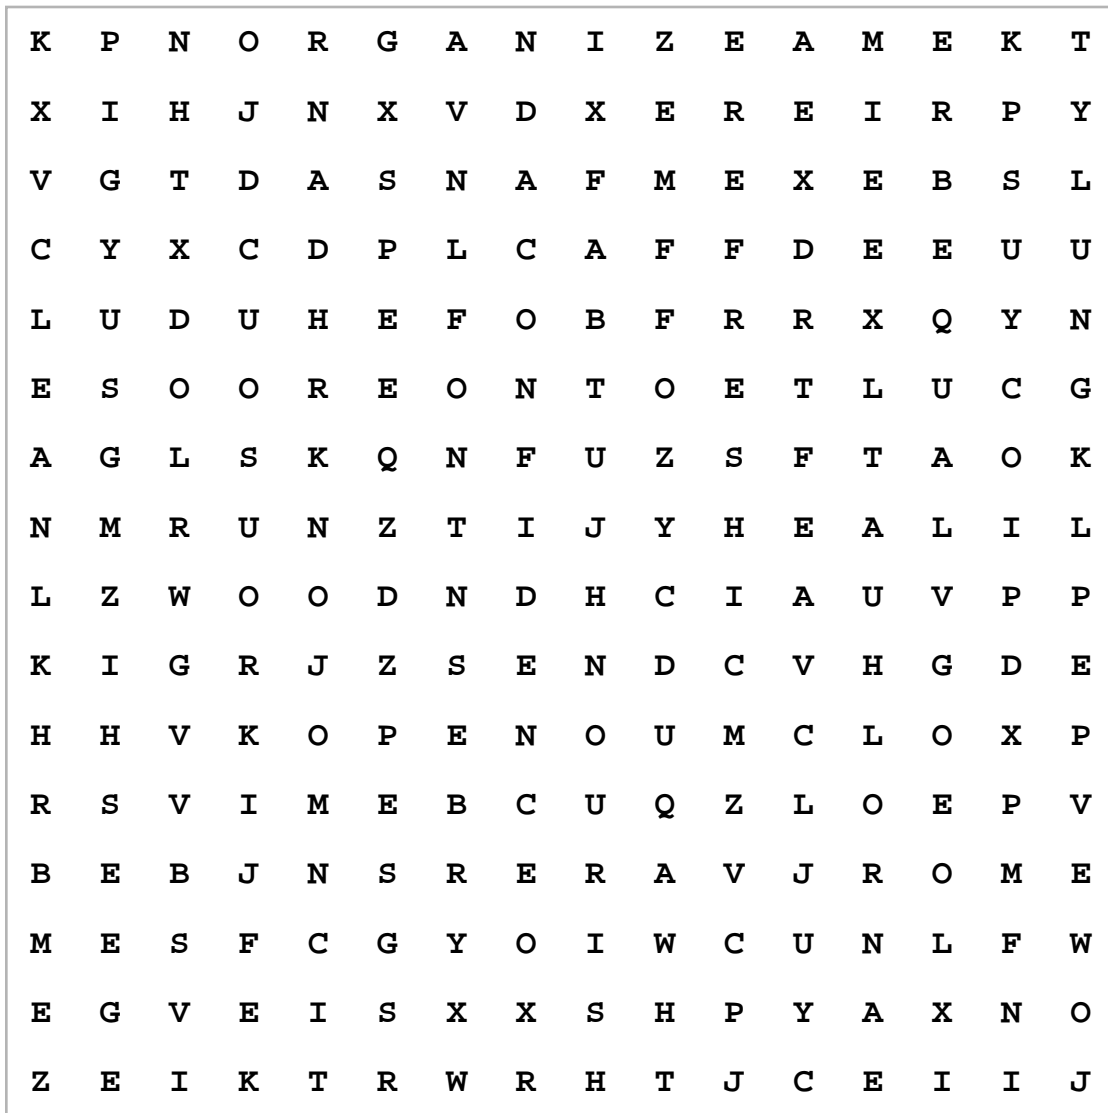 K P N O R G A N I Z E A M E K T
X I H J N X V D X E R E I R P Y
V G T D A S N A F M E X E B S L
C Y X C D P L C A F F D E E U U
L U D U H E F O B F R R X Q Y N
E S O O R E O N T O E T L U C G
A G L S K Q N F U Z S F T A O K
N M R U N Z T I J Y H E A L I L
L Z W O O D N D H C I A U V P P
K I G R J Z S E N D C V H G D E
H H V K O P E N O U M C L O X P
R S V I M E B C U Q Z L O E P V
B E B J N S R E R A V J R O M E
M E S F C G Y O I W C U N L F W
E G V E I S X X S H P Y A X N O
Z E I K T R W R H T J C E I I J